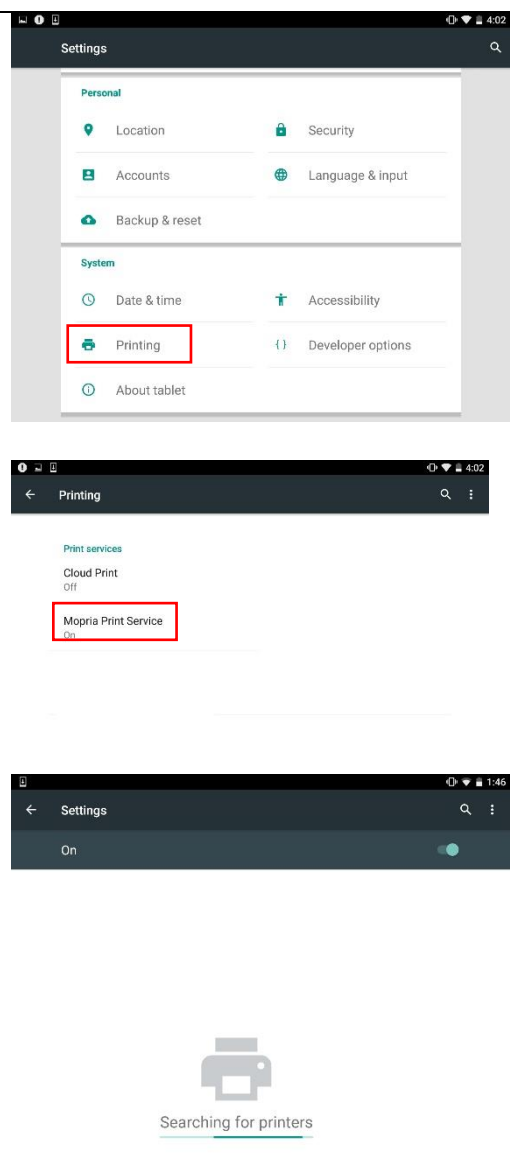 4:02
Settings
Personal
Location
Security
Accounts
Language & input
Backup & reset
System
Date & time
Accessibility
Printing
{ } Developer options
About tablet
4:02
Printing
Print services
Cloud Print
Off
Mopria Print Service
On
1:46
Settings
On
Searching for printers